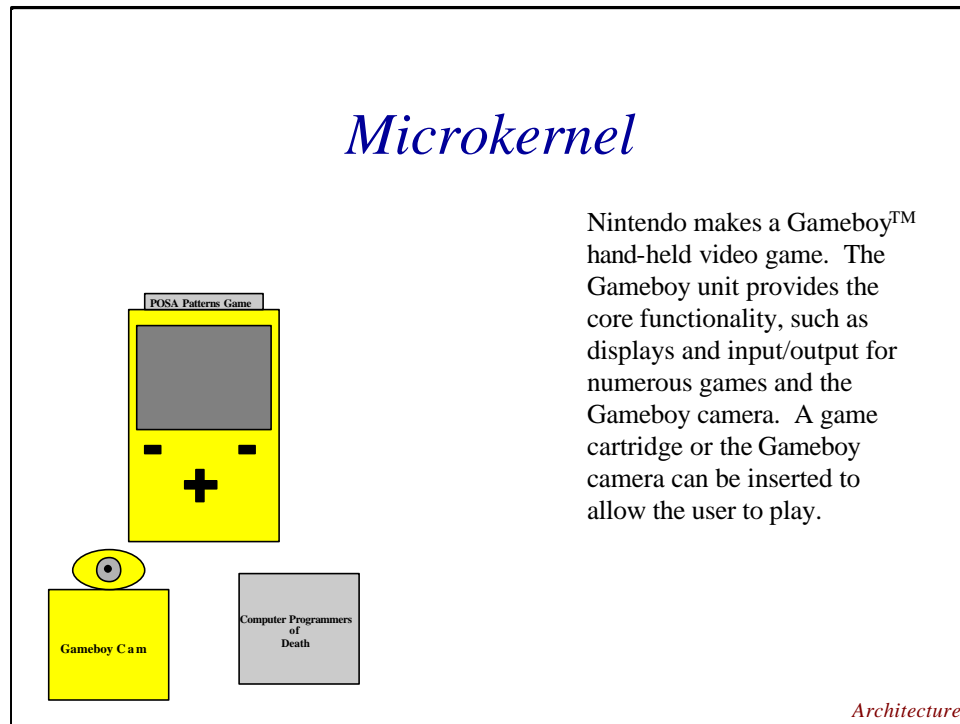 Microkernel
Nintendo makes a Gameboy™
hand-held video game. The
Gameboy unit provides the
core functionality, such as
displays and input/output for
numerous games and the
Gameboy camera. A game
cartridge or the Gameboy
camera can be inserted to
allow the user to play.
POSA Patterns Game
Gameboy Cam
Computer Programmers
of
Death
Architecture